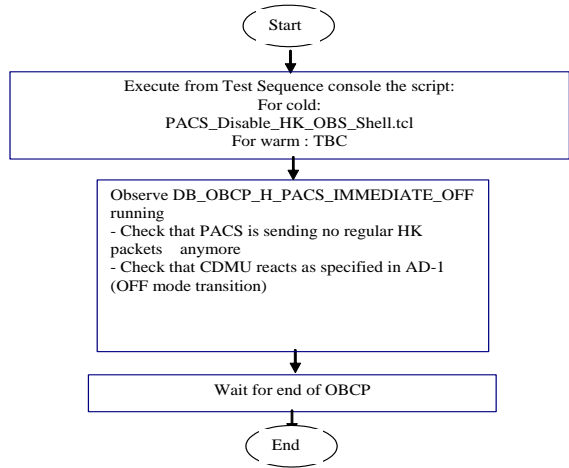 Start
Execute from Test Sequence console the script:
For cold:
PACS_Disable_HK_OBS_Shell.tcl
For warm : TBC
Observe DB_OBCP_H_PACS_IMMEDIATE_OFF
running
- Check that PACS is sending no regular HK
packets anymore
- Check that CDMU reacts as specified in AD-1
(OFF mode transition)
Wait for end of OBCP
End